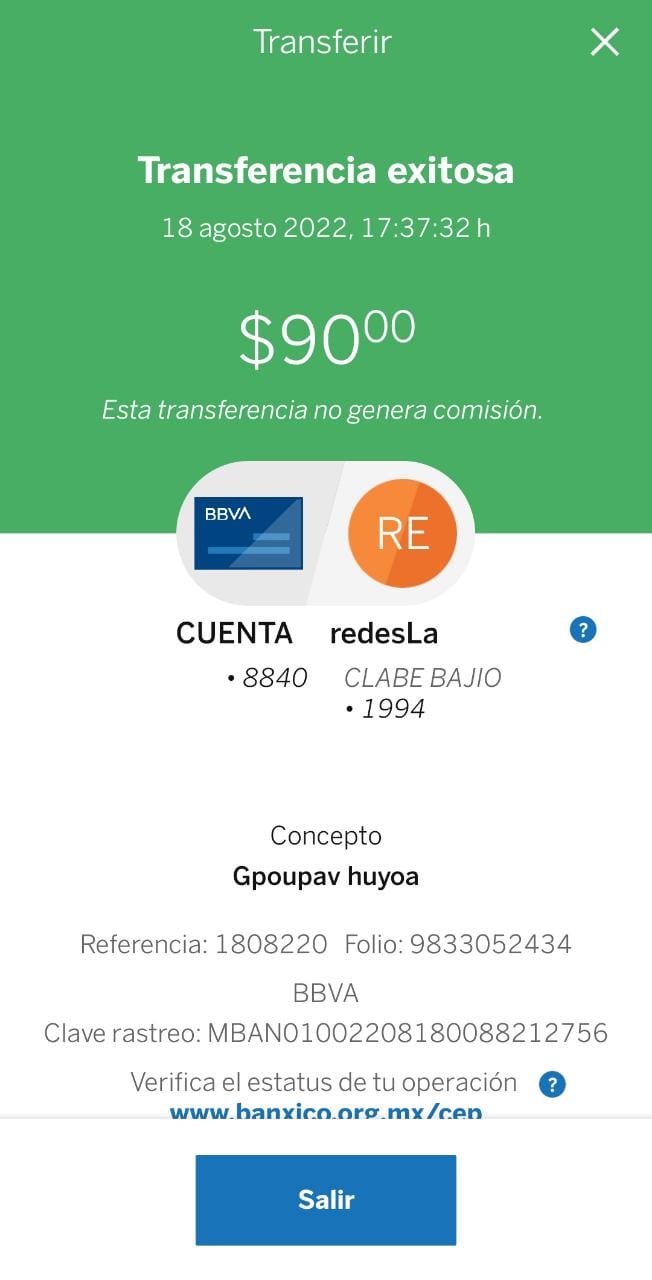 Transferir
Transferencia exitosa
18 agosto 2022, 17:37:32 h
$90⁰⁰
Esta transferencia no genera comisión.
BBVA
RE
CUENTA redesLa ?
• 8840 CLABE BAJIO
• 1994
Concepto
Gpoupav huyoa
Referencia: 1808220 Folio: 9833052434
BBVA
Clave rastreo: MBAN01002208180088212756
Verifica el estatus de tu operación ?
www.banxico.org.mx/cep
Salir